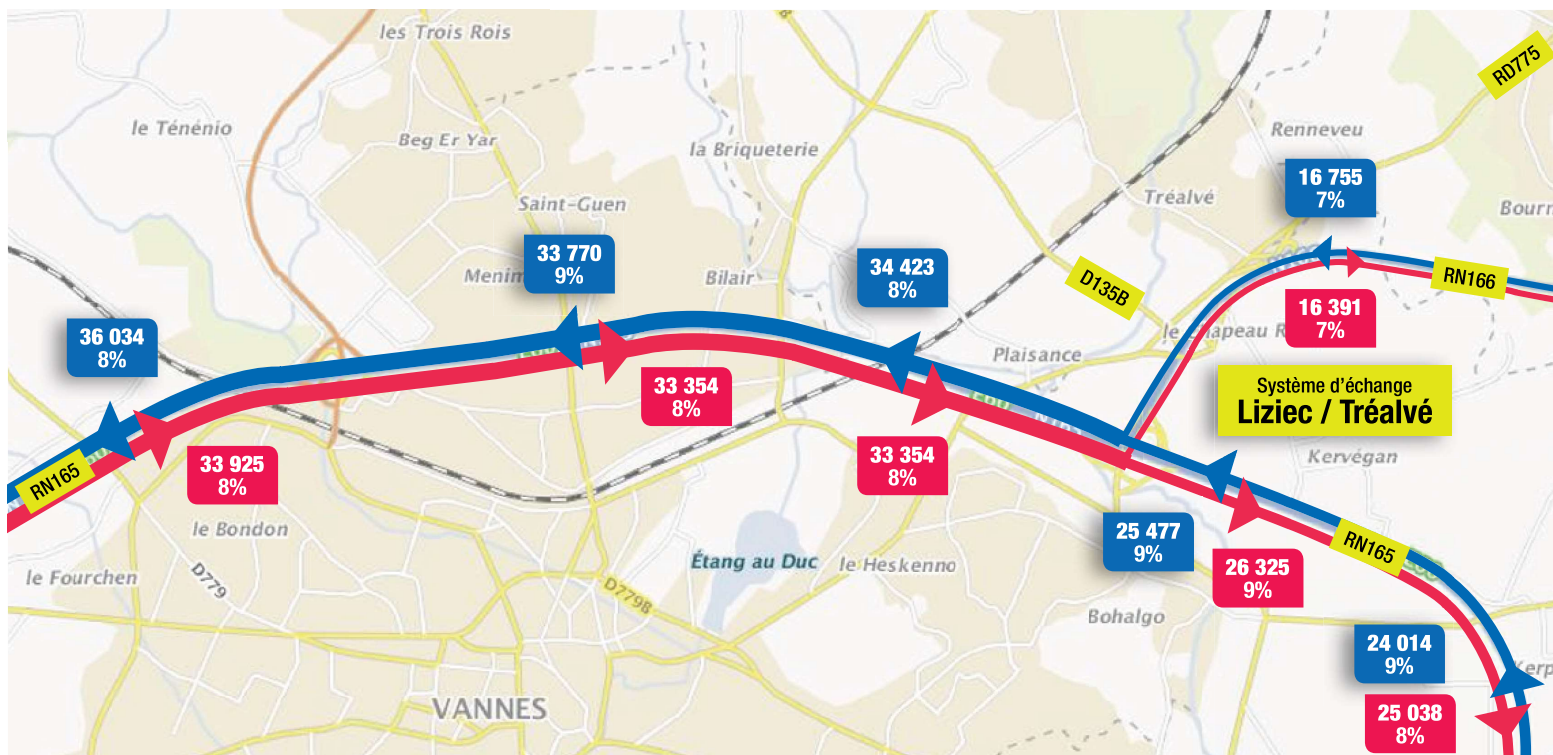 les Trois Rois
RD775
le Ténénio
Beg Er Yar
la Briqueterie
Renneveu
16 755
7%
Tréalvé
Saint-Guen
33 770
9%
34 423
8%
Bilair
D135B
RN166
16 391
7%
36 034
8%
Plaisance
33 354
8%
Système d'échange
Liziec / Tréalvé
33 925
8%
33 354
8%
Kervégan
RN165
le Bondon
25 477
9%
RN165
26 325
9%
le Fourchen
D779
Étang au Duc
le Heskenno
D779B
Bohalgo
24 014
9%
VANNES
25 038
8%